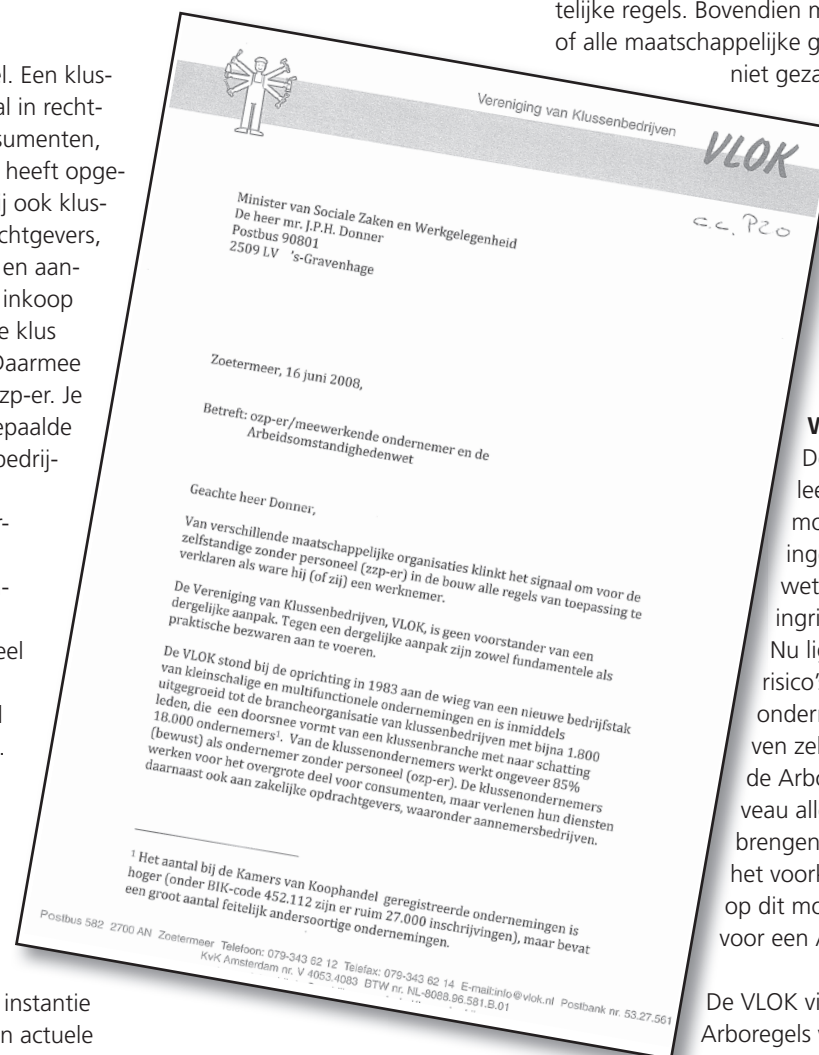 el. Een klus-
al in recht-
sumenten,
heeft opge-
ij ook klus-
chtgevers,
en aan-
inkoop
e klus
Daarmee
zzp-er. Je
epaalde
bedrij-
eel
instantie
n actuele
Vereniging van Klussenbedrijven
VLOK
c.c. P20
Minister van Sociale Zaken en Werkgelegenheid
De heer mr. J.P.H. Donner
Postbus 90801
2509 LV 's-Gravenhage
Zoetermeer, 16 juni 2008,
Betreft: ozp-er/meewerkende ondernemer en de
Arbeidsomstandighedenwet
Geachte heer Donner,
Van verschillende maatschappelijke organisaties klinkt het signaal om voor de
zelfstandige zonder personeel (zzp-er) in de bouw alle regels van toepassing te
verklaren als ware hij (of zij) een werknemer.
De Vereniging van Klussenbedrijven, VLOK, is geen voorstander van een
dergelijke aanpak. Tegen een dergelijke aanpak zijn zowel fundamentele als
praktische bezwaren aan te voeren.
De VLOK stond bij de oprichting in 1983 aan de wieg van een nieuwe bedrijfstak
van kleinschalige en multifunctionele ondernemingen en is inmiddels
uitgegroeid tot de brancheorganisatie van klussenbedrijven met bijna 1.800
leden, die een doorsnee vormt van een klussenbranche met naar schatting
18.000 ondernemers¹. Van de klussenondernemers werkt ongeveer 85%
(bewust) als ondernemer zonder personeel (ozp-er). De klussenondernemers
werken voor het overgrote deel voor consumenten, maar verlenen hun diensten
daarnaast ook aan zakelijke opdrachtgevers, waaronder aannemersbedrijven.
¹ Het aantal bij de Kamers van Koophandel geregistreerde ondernemingen is
hoger (onder BIK-code 452.112 zijn er ruim 27.000 inschrijvingen), maar bevat
een groot aantal feitelijk andersoortige ondernemingen.
Postbus 582 2700 AN Zoetermeer Telefoon: 079-343 62 12 Telefax: 079-343 62 14 E-mail:info@vlok.nl Postbank nr. 53.27.561
KvK Amsterdam nr. V 4053.4083 BTW nr. NL-8088.96.581.B.01
telijke regels. Bovendien m
of alle maatschappelijke g
niet geza
De
lee
mo
inge
wet
ingri
Nu lig
risico's
ondern
ven zel
de Arbo
veau alle
brengen
het voork
op dit mo
voor een A
De VLOK vi
Arboregels v